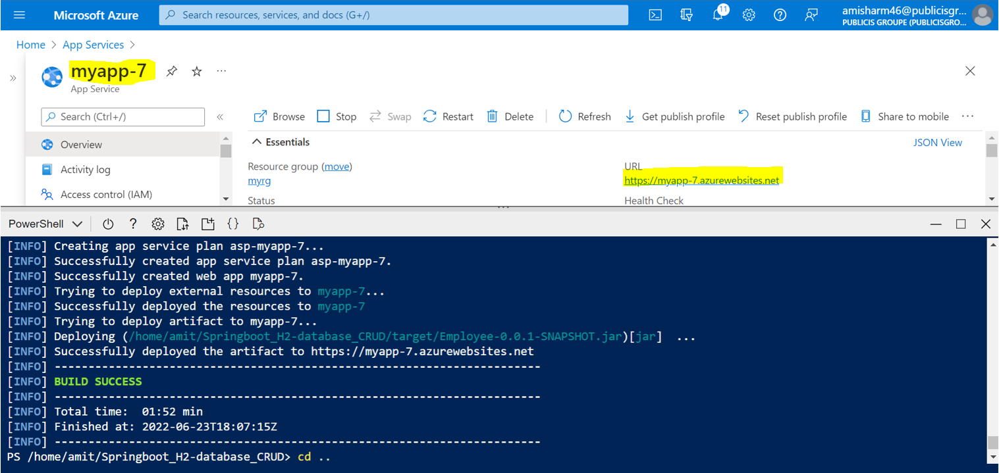 Microsoft Azure
Search resources, services, and docs (G+/)
11
amisharm46@publicisgr...
PUBLICIS GROUPE (PUBLICISGRO...
Home > App Services >
myapp-7
App Service
Search (Ctrl+/)
Browse Stop Swap Restart Delete Refresh Get publish profile Reset publish profile Share to mobile
Overview
Activity log
Access control (IAM)
Essentials
JSON View
Resource group (move)
myrg
Status
URL
https://myapp-7.azurewebsites.net
Health Check
PowerShell
[INFO] Creating app service plan asp-myapp-7...
[INFO] Successfully created app service plan asp-myapp-7.
[INFO] Successfully created web app myapp-7.
[INFO] Trying to deploy external resources to myapp-7...
[INFO] Successfully deployed the resources to myapp-7
[INFO] Trying to deploy artifact to myapp-7...
[INFO] Deploying (/home/amit/Springboot_H2-database_CRUD/target/Employee-0.0.1-SNAPSHOT.jar)[jar]  ...
[INFO] Successfully deployed the artifact to https://myapp-7.azurewebsites.net
[INFO] ------------------------------------------------------------------------
[INFO] BUILD SUCCESS
[INFO] ------------------------------------------------------------------------
[INFO] Total time:  01:52 min
[INFO] Finished at: 2022-06-23T18:07:15Z
[INFO] ------------------------------------------------------------------------
PS /home/amit/Springboot_H2-database_CRUD> cd ..